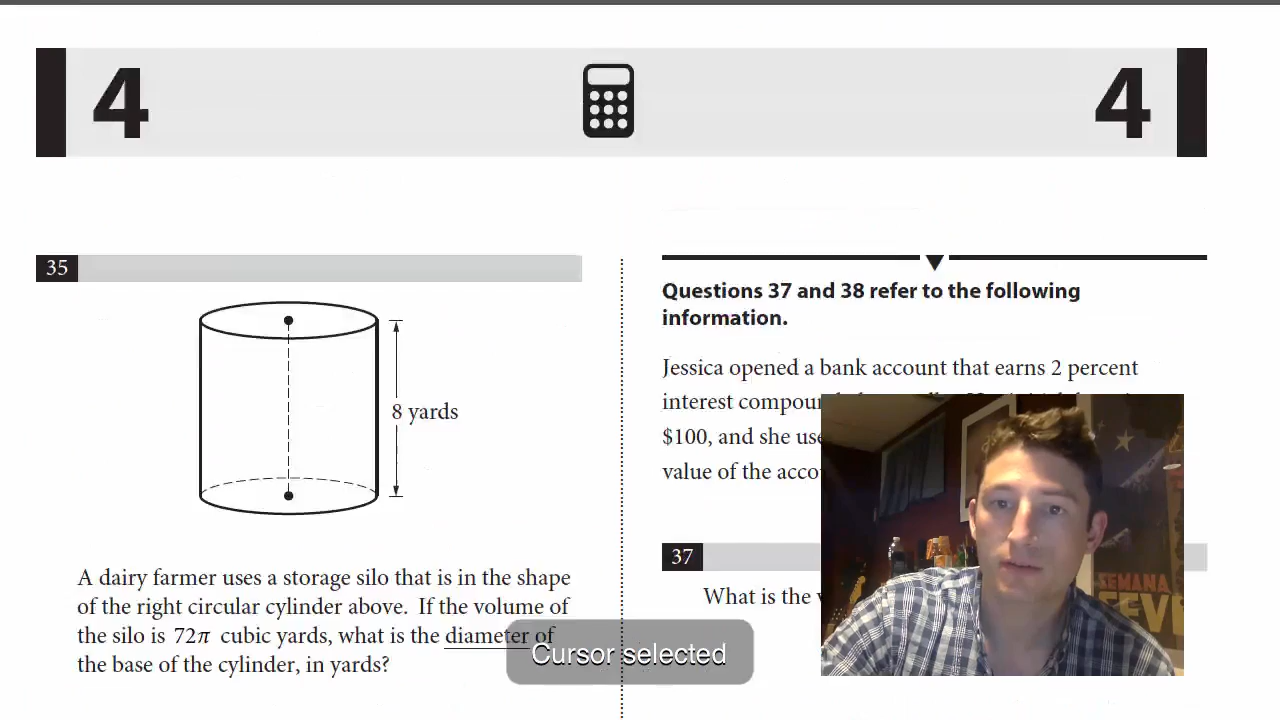 4
4
35
8 yards
A dairy farmer uses a storage silo that is in the shape
of the right circular cylinder above. If the volume of
the silo is 72π cubic yards, what is the diameter of
the base of the cylinder, in yards?
Questions 37 and 38 refer to the following
information.
Jessica opened a bank account that earns 2 percent
interest
$100, and she
value of the
37
What is the
Cursor selected
SEMANA